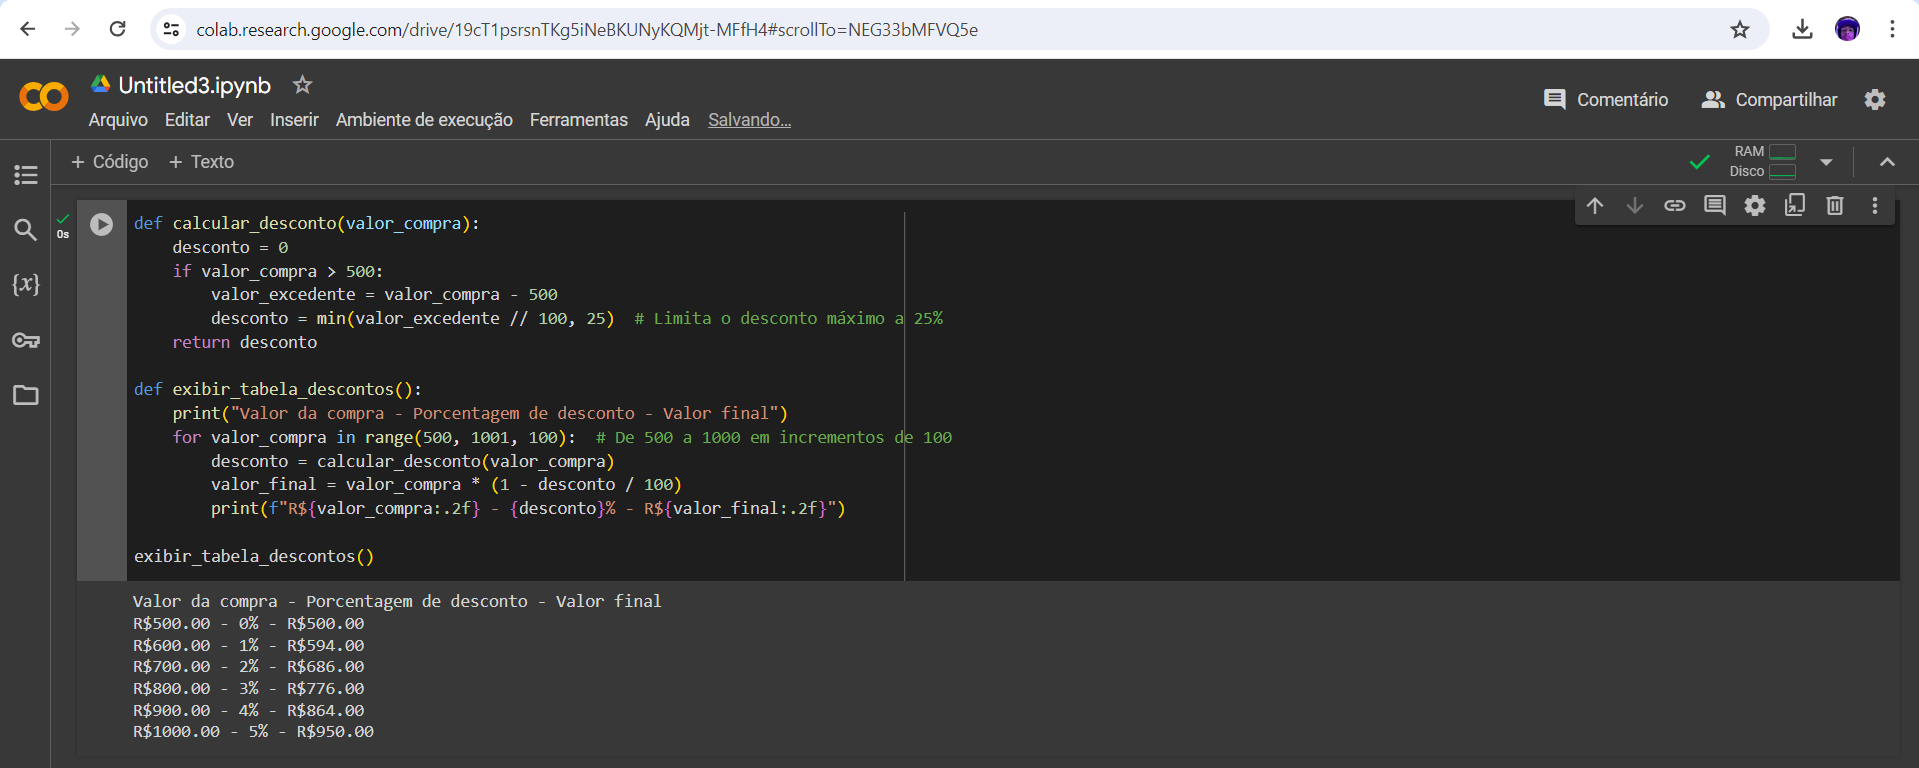 colab.research.google.com/drive/19cT1psrsnTKg5iNeBKUNyKQMjt-MFfH4#scrollTo=NEG33bMFVQ5e
Untitled3.ipynb
Comentário
Compartilhar
Arquivo Editar Ver Inserir Ambiente de execução Ferramentas Ajuda Salvando...
+ Código + Texto
RAM
Disco
0s
{x}
def calcular_desconto(valor_compra):
    desconto = 0
    if valor_compra > 500:
        valor_excedente = valor_compra - 500
        desconto = min(valor_excedente // 100, 25)  # Limita o desconto máximo a 25%
    return desconto
def exibir_tabela_descontos():
    print("Valor da compra - Porcentagem de desconto - Valor final")
    for valor_compra in range(500, 1001, 100):  # De 500 a 1000 em incrementos de 100
        desconto = calcular_desconto(valor_compra)
        valor_final = valor_compra * (1 - desconto / 100)
        print(f"R${valor_compra:.2f} - {desconto}% - R${valor_final:.2f}")
exibir_tabela_descontos()
Valor da compra - Porcentagem de desconto - Valor final
R$500.00 - 0% - R$500.00
R$600.00 - 1% - R$594.00
R$700.00 - 2% - R$686.00
R$800.00 - 3% - R$776.00
R$900.00 - 4% - R$864.00
R$1000.00 - 5% - R$950.00